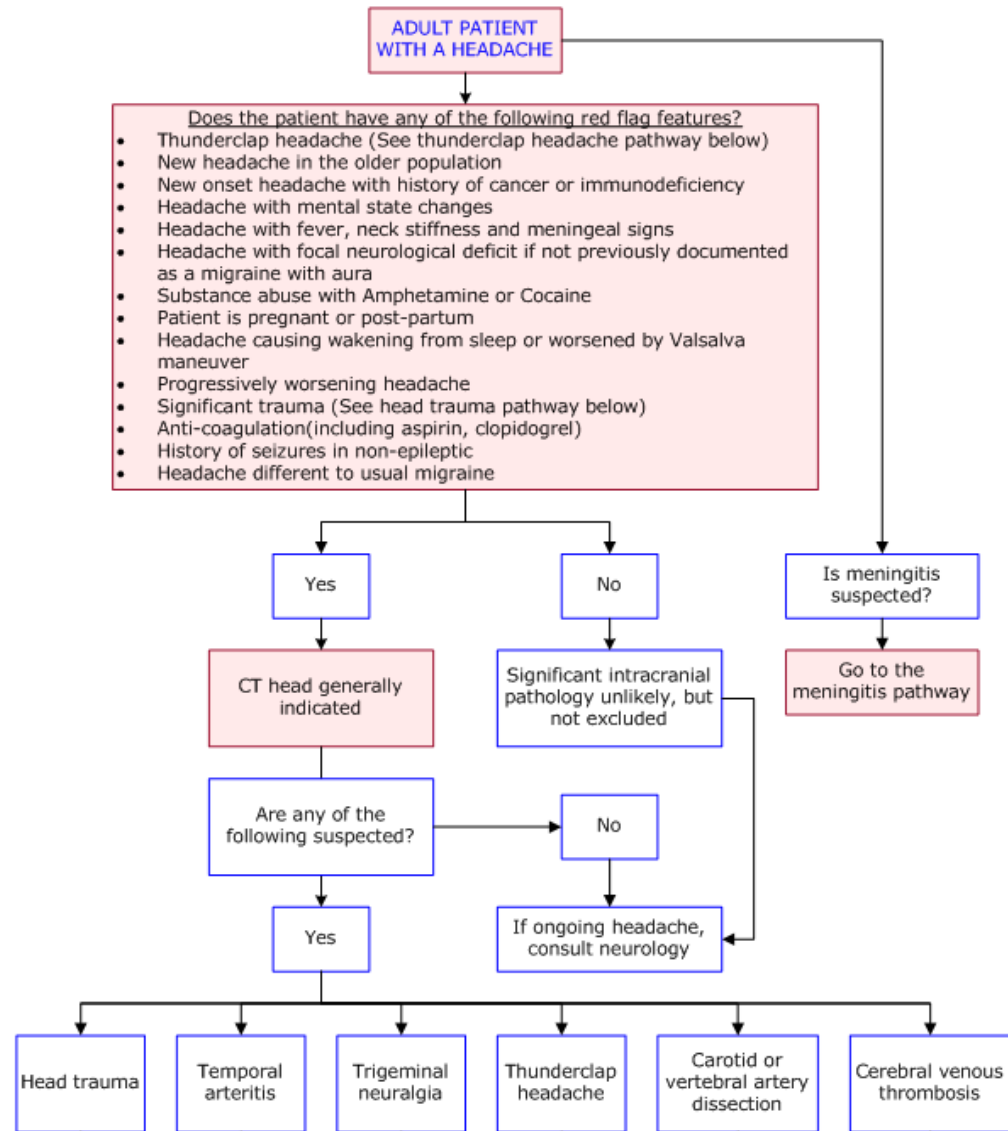 ADULT PATIENT
WITH A HEADACHE
Does the patient have any of the following red flag features?
• Thunderclap headache (See thunderclap headache pathway below)
• New headache in the older population
• New onset headache with history of cancer or immunodeficiency
• Headache with mental state changes
• Headache with fever, neck stiffness and meningeal signs
• Headache with focal neurological deficit if not previously documented
as a migraine with aura
• Substance abuse with Amphetamine or Cocaine
• Patient is pregnant or post-partum
• Headache causing wakening from sleep or worsened by Valsalva
maneuver
• Progressively worsening headache
• Significant trauma (See head trauma pathway below)
• Anti-coagulation(including aspirin, clopidogrel)
• History of seizures in non-epileptic
• Headache different to usual migraine
Yes
No
Is meningitis
suspected?
CT head generally
indicated
Significant intracranial
pathology unlikely, but
not excluded
Go to the
meningitis pathway
Are any of the
following suspected?
No
Yes
If ongoing headache,
consult neurology
Head trauma
Temporal
arteritis
Trigeminal
neuralgia
Thunderclap
headache
Carotid or
vertebral artery
dissection
Cerebral venous
thrombosis